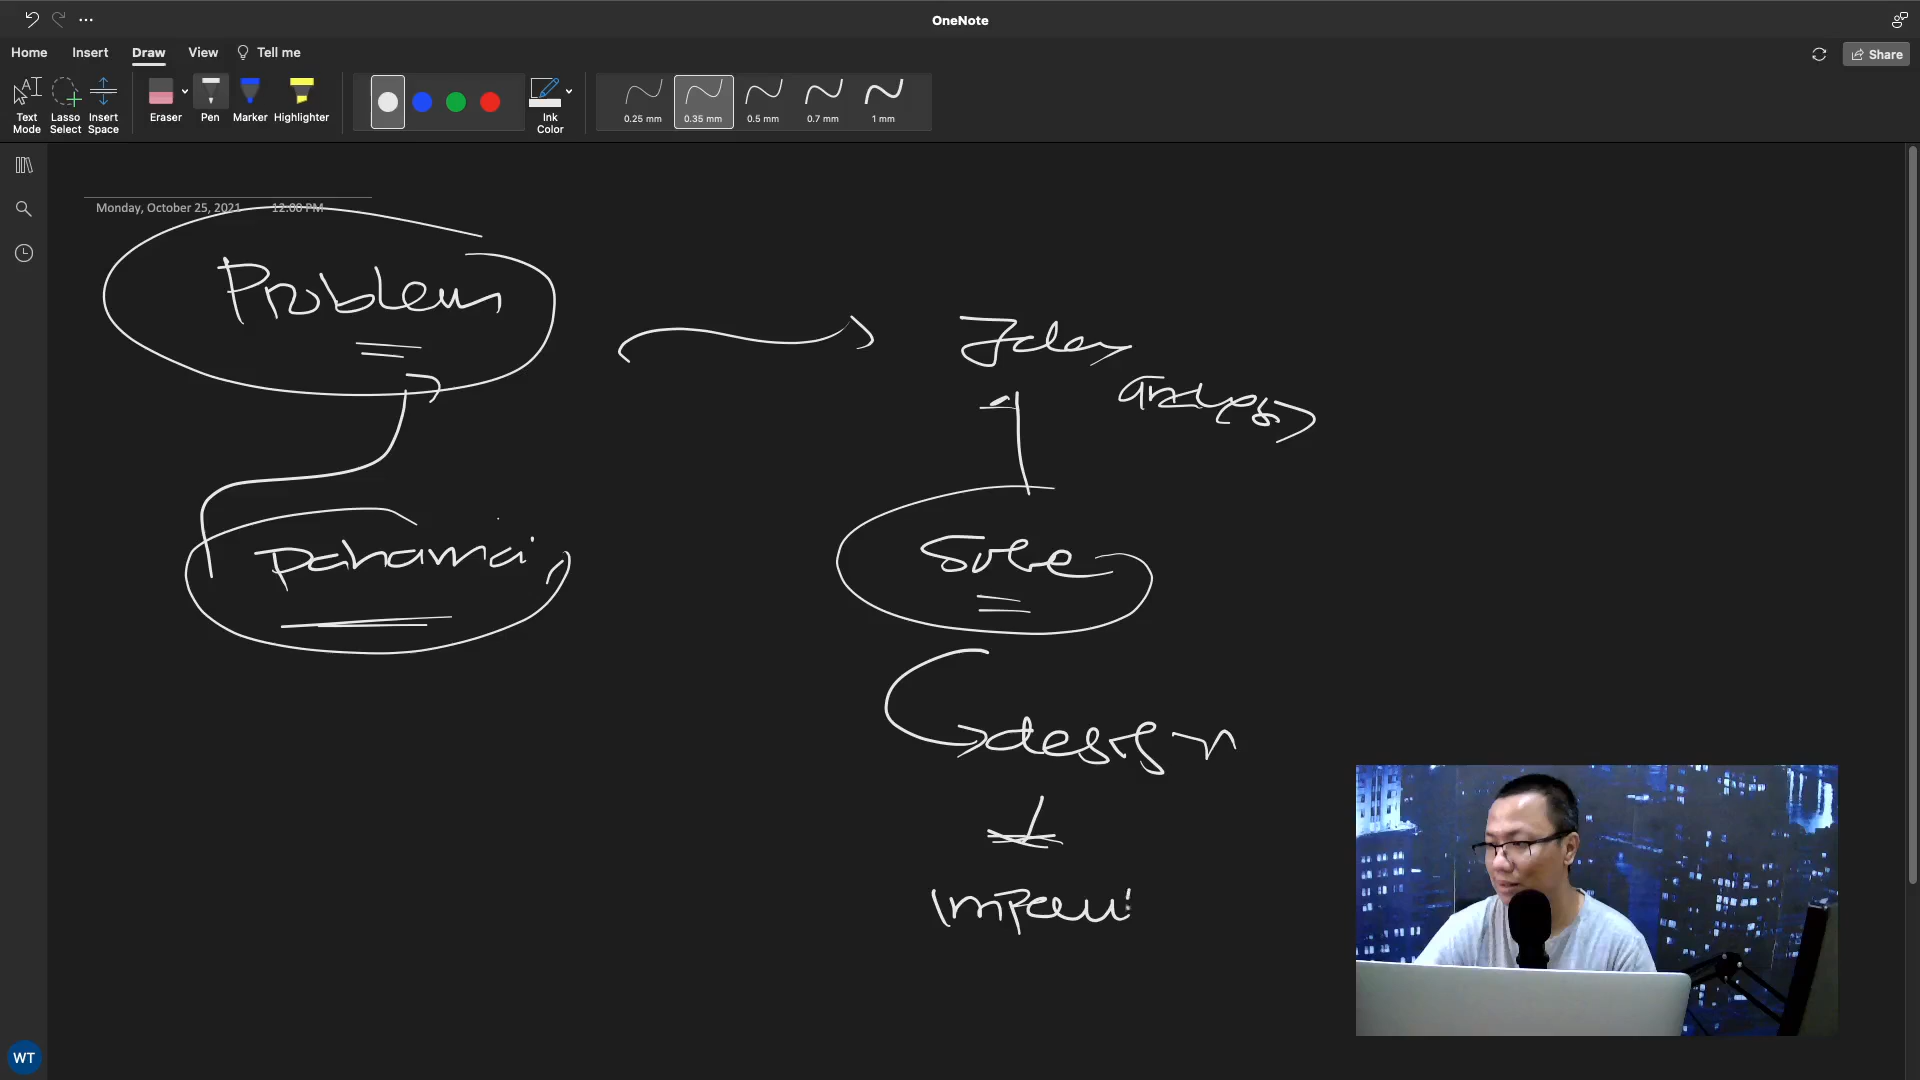 OneNote
Home Insert Draw View Tell me
Share
Text Mode
Lasso Select
Insert Space
Eraser
Pen
Marker
Highlighter
Ink Color
0.25 mm
0.35 mm
0.5 mm
0.7 mm
1 mm
Monday, October 25, 2021 12:00 PM
Problem
pahami
Solve
design
WT